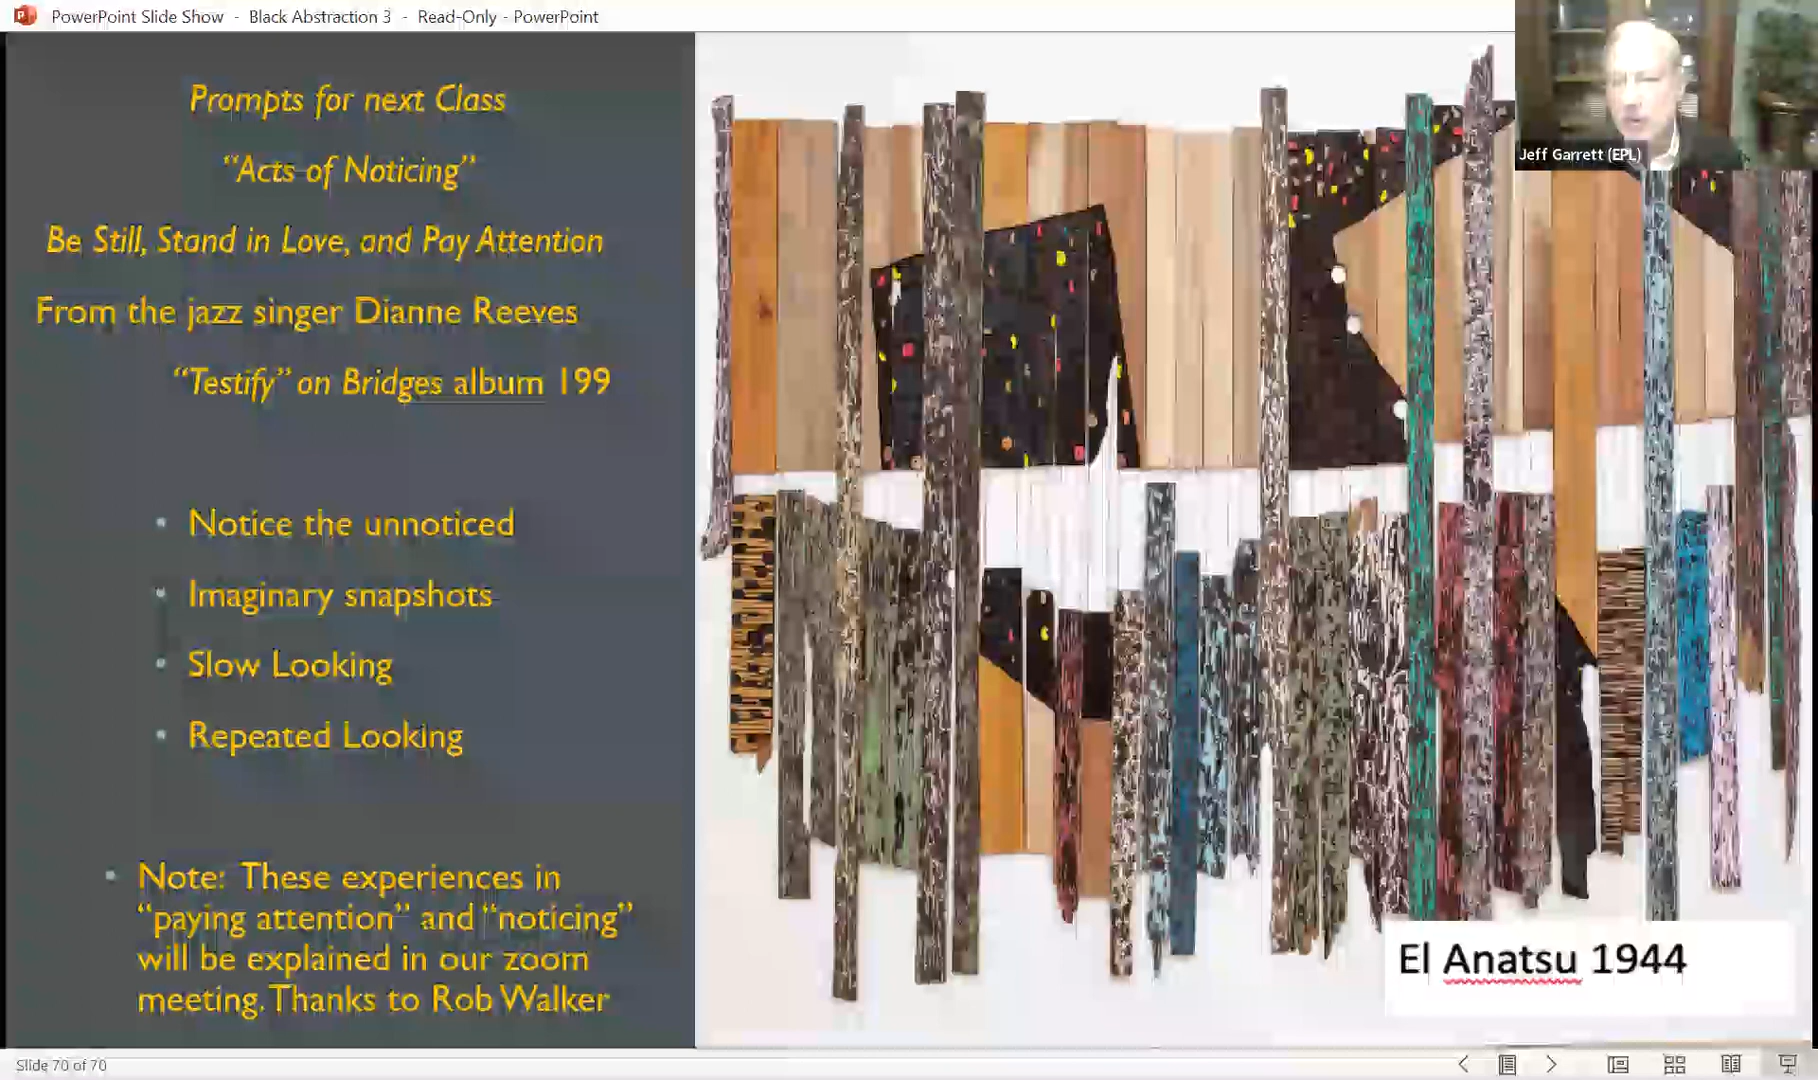 PowerPoint Slide Show - Black Abstraction 3 - Read-Only - PowerPoint
Prompts for next Class
“Acts of Noticing”
Be Still, Stand in Love, and Pay Attention
From the jazz singer Dianne Reeves
“Testify” on Bridges album 199
• Notice the unnoticed
• Imaginary snapshots
• Slow Looking
• Repeated Looking
• Note: These experiences in
“paying attention” and “noticing”
will be explained in our zoom
meeting. Thanks to Rob Walker
Jeff Garrett (EPL)
El Anatsu 1944
Slide 70 of 70